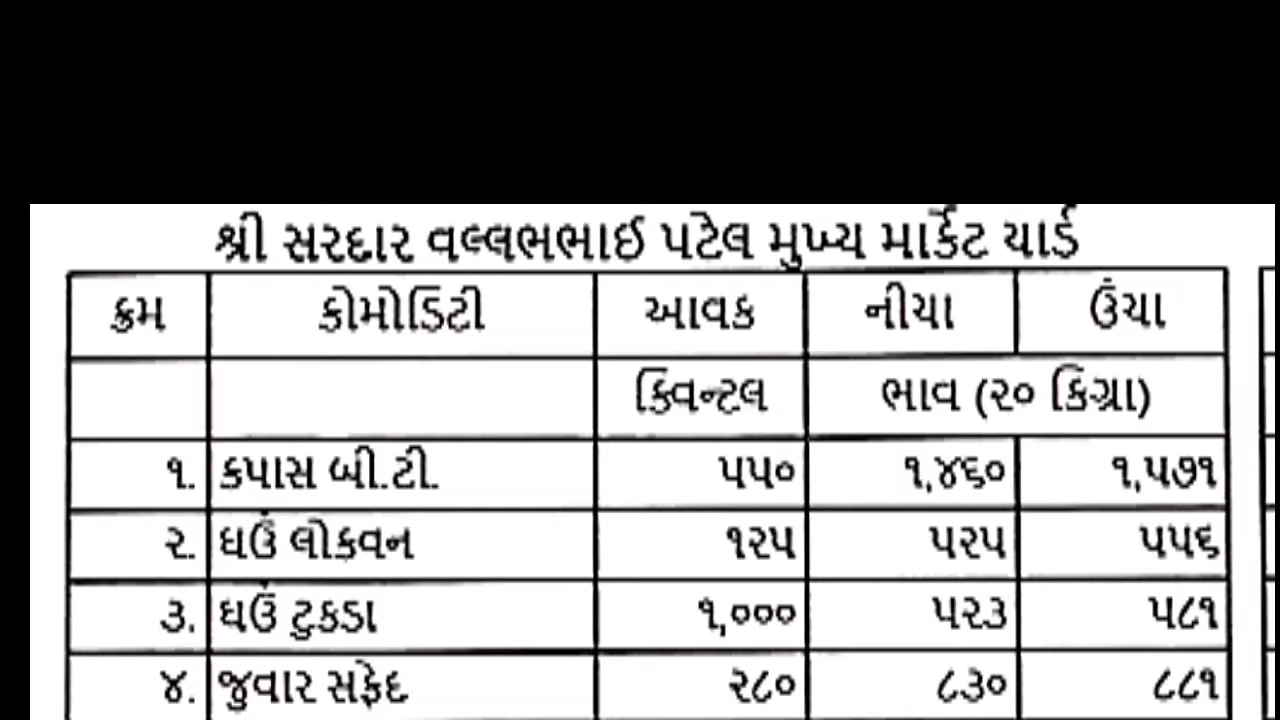 શ્રી સરદાર વલ્લભભાઈ પટેલ મુખ્ય માર્કેટ યાર્ડ
ક્રમ કોમોડિટી આવક નીચા ઉંચા
ક્વિન્ટલ ભાવ (૨૦ કિગ્રા)
૧. કપાસ બી.ટી. ૫૫૦ ૧,૪૬૦ ૧,૫૭૧
૨. ઘઉં લોકવન ૧૨૫ ૫૨૫ ૫૫૬
૩. ઘઉં ટુકડા ૧,૦૦૦ ૫૨૩ ૫૮૧
૪. જુવાર સફેદ ૨૮૦ ૮૩૦ ૮૮૧